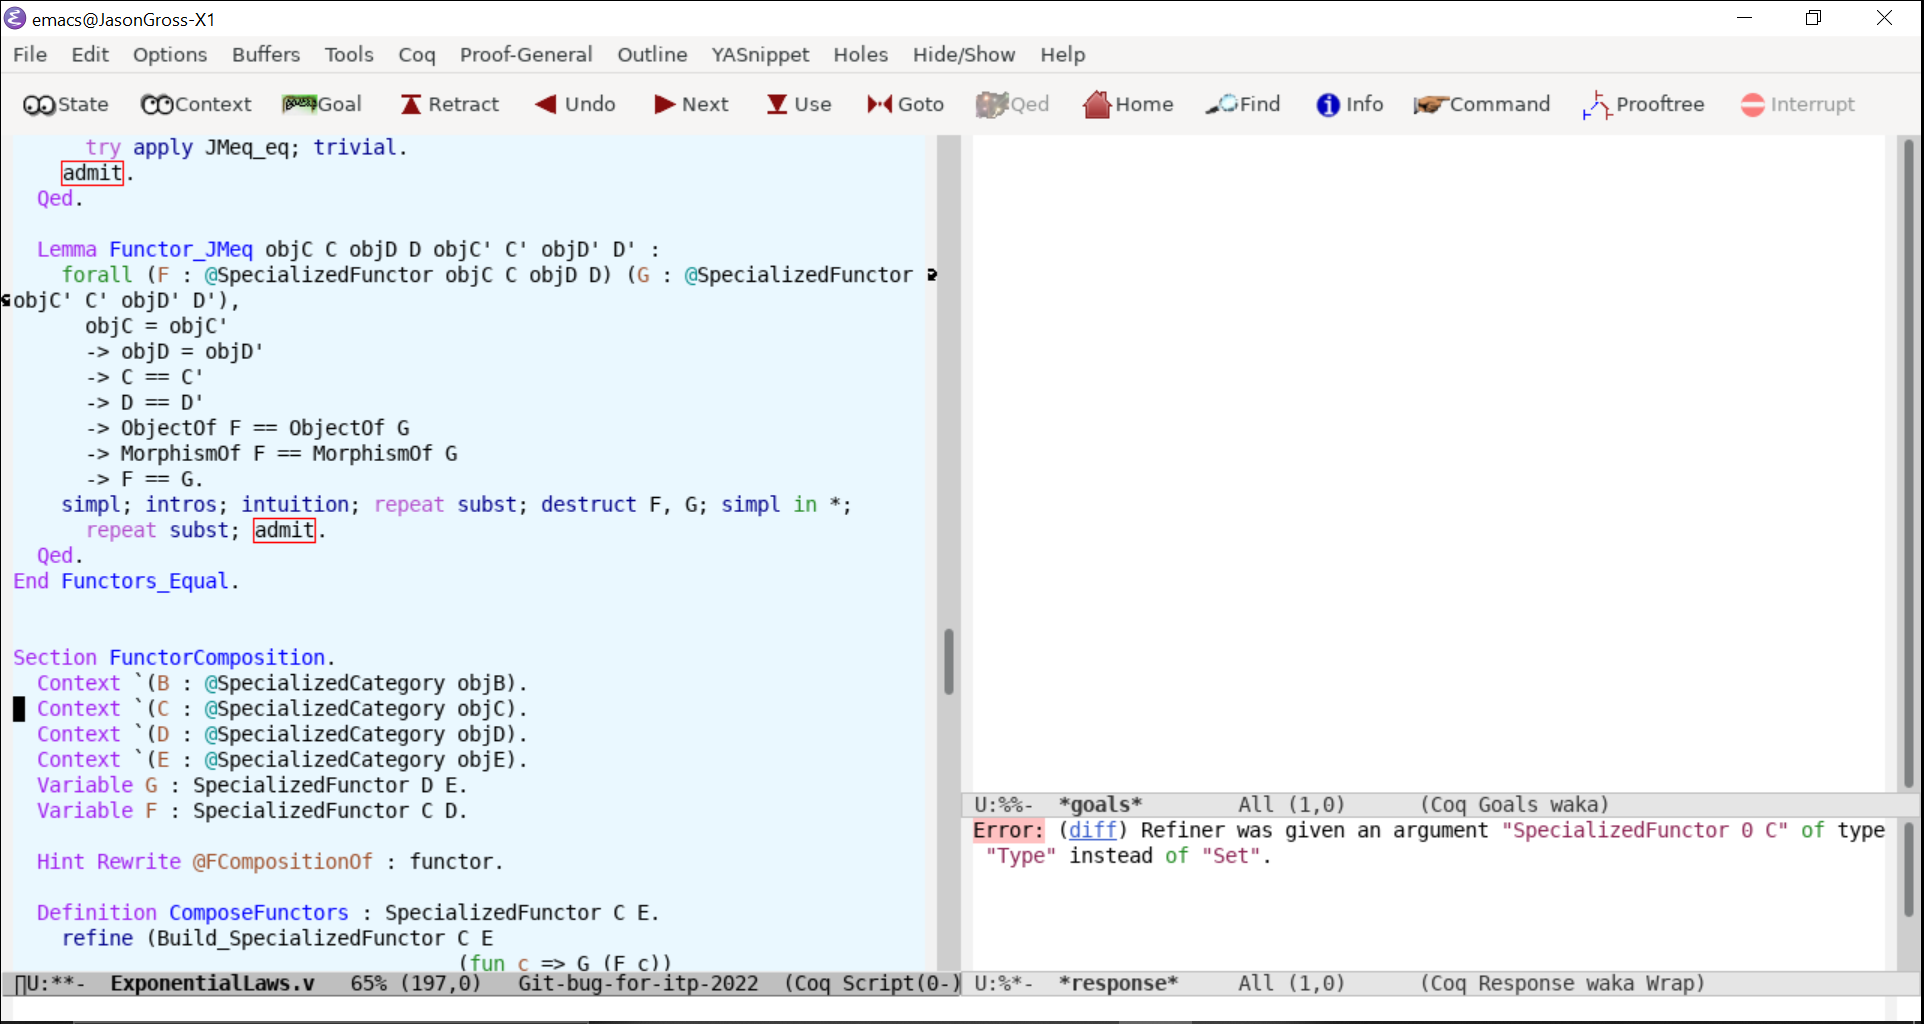 emacs@JasonGross-X1
File Edit Options Buffers Tools Coq Proof-General Outline YASnippet Holes Hide/Show Help
State Context Goal Retract Undo Next Use Goto Qed Home Find Info Command Prooftree Interrupt
try apply JMeq_eq; trivial.
admit.
Qed.
Lemma Functor_JMeq objC C objD D objC' C' objD' D' :
forall (F : @SpecializedFunctor objC C objD D) (G : @SpecializedFunctor
objC' C' objD' D'),
objC = objC'
-> objD = objD'
-> C == C'
-> D == D'
-> ObjectOf F == ObjectOf G
-> MorphismOf F == MorphismOf G
-> F == G.
simpl; intros; intuition; repeat subst; destruct F, G; simpl in *;
repeat subst; admit.
Qed.
End Functors_Equal.
Section FunctorComposition.
Context `(B : @SpecializedCategory objB).
Context `(C : @SpecializedCategory objC).
Context `(D : @SpecializedCategory objD).
Context `(E : @SpecializedCategory objE).
Variable G : SpecializedFunctor D E.
Variable F : SpecializedFunctor C D.
Hint Rewrite @FCompositionOf : functor.
Definition ComposeFunctors : SpecializedFunctor C E.
refine (Build_SpecializedFunctor C E
(fun c => G (F c))
U:**- ExponentialLaws.v 65% (197,0) Git-bug-for-itp-2022 (Coq Script(0-)
U:%%- *goals* All (1,0) (Coq Goals waka)
Error: (diff) Refiner was given an argument "SpecializedFunctor 0 C" of type
"Type" instead of "Set".
U:%*- *response* All (1,0) (Coq Response waka Wrap)